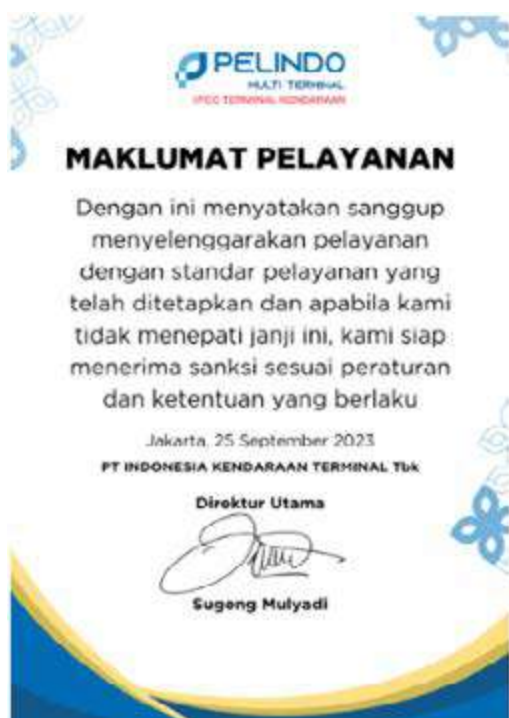 PELINDO
MULTI TERMINAL
IPCC TERMINAL KENDARAAN
MAKLUMAT PELAYANAN
Dengan ini menyatakan sanggup
menyelenggarakan pelayanan
dengan standar pelayanan yang
telah ditetapkan dan apabila kami
tidak menepati janji ini, kami siap
menerima sanksi sesuai peraturan
dan ketentuan yang berlaku
Jakarta, 25 September 2023
PT INDONESIA KENDARAAN TERMINAL Tbk
Direktur Utama
Sugeng Mulyadi